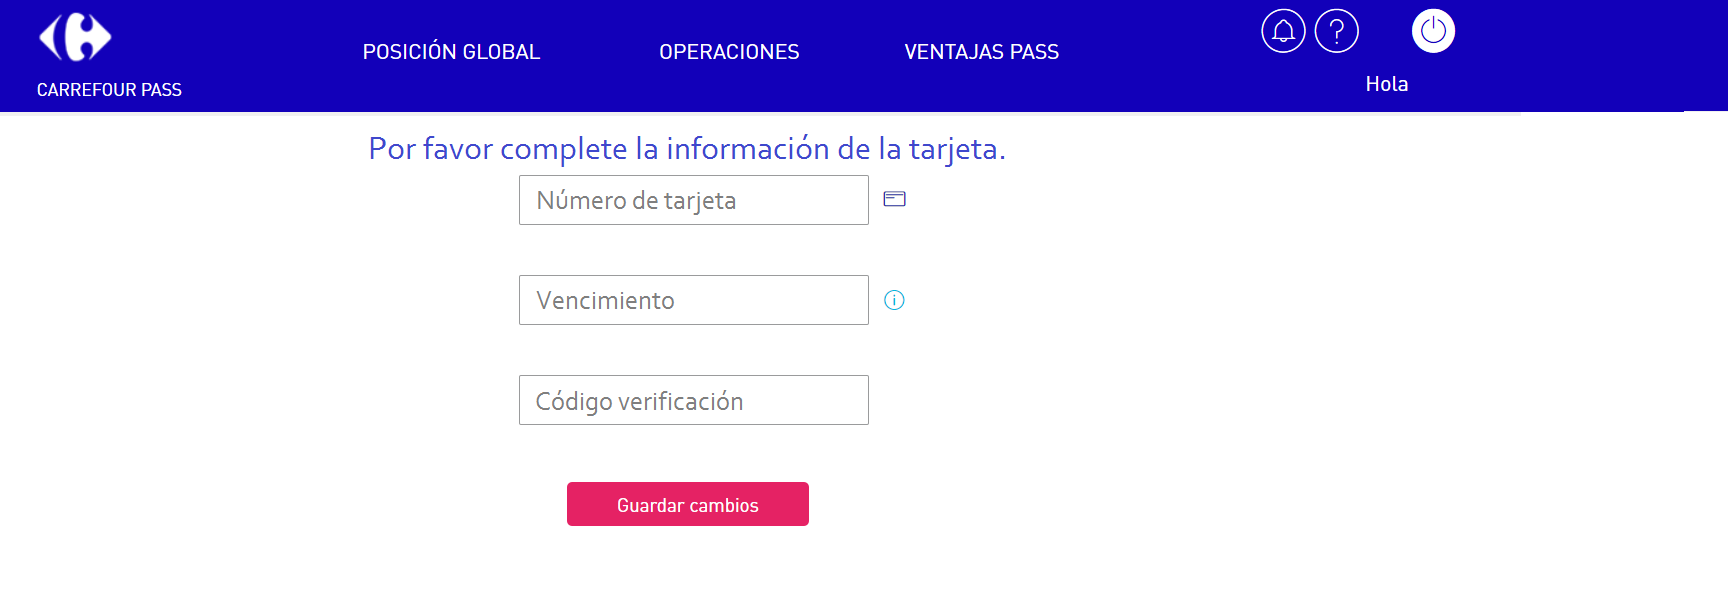 CARREFOUR PASS
POSICIÓN GLOBAL
OPERACIONES
VENTAJAS PASS
Hola
Por favor complete la información de la tarjeta.
Número de tarjeta
Vencimiento
Código verificación
Guardar cambios